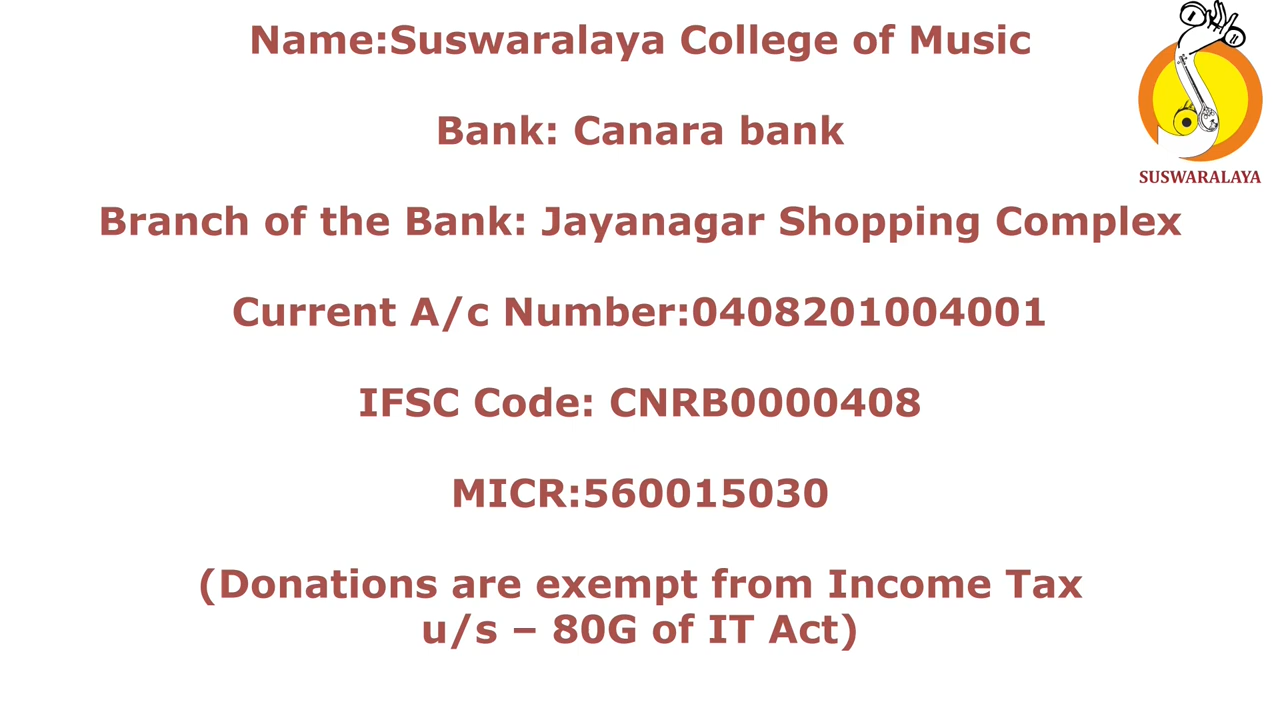 Name:Suswaralaya College of Music
SUSWARALAYA
Bank: Canara bank
Branch of the Bank: Jayanagar Shopping Complex
Current A/c Number:0408201004001
IFSC Code: CNRB0000408
MICR:560015030
(Donations are exempt from Income Tax
u/s – 80G of IT Act)